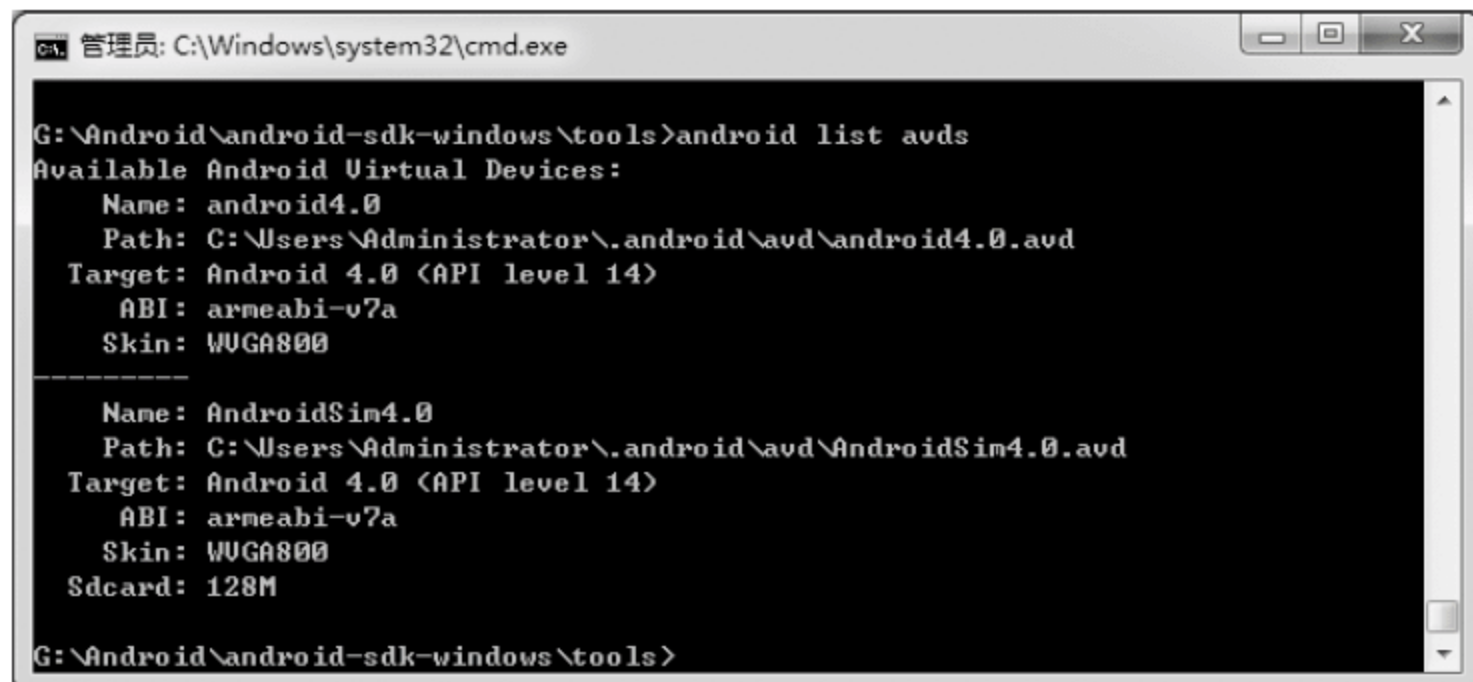 管理员: C:\Windows\system32\cmd.exe
G:\Android\android-sdk-windows\tools>android list avds
Available Android Virtual Devices:
    Name: android4.0
    Path: C:\Users\Administrator\.android\avd\android4.0.avd
  Target: Android 4.0 (API level 14)
     ABI: armeabi-v7a
    Skin: WVGA800
---------
    Name: AndroidSim4.0
    Path: C:\Users\Administrator\.android\avd\AndroidSim4.0.avd
  Target: Android 4.0 (API level 14)
     ABI: armeabi-v7a
    Skin: WVGA800
  Sdcard: 128M
G:\Android\android-sdk-windows\tools>